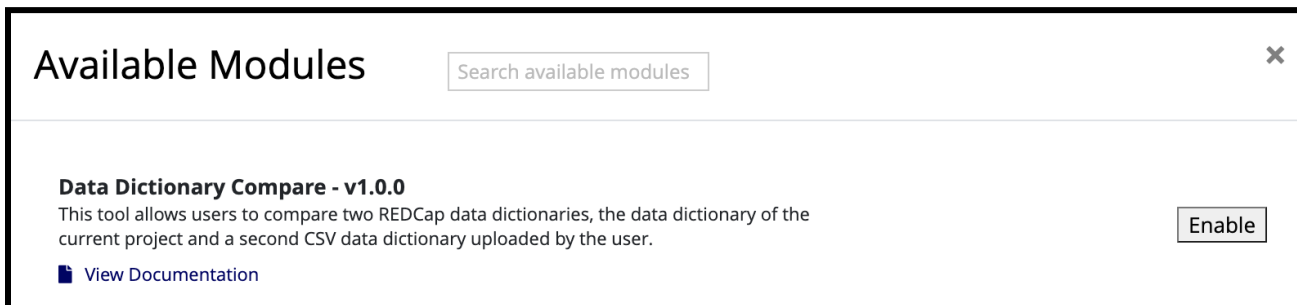 Available Modules
Search available modules
×
Data Dictionary Compare - v1.0.0
This tool allows users to compare two REDCap data dictionaries, the data dictionary of the
current project and a second CSV data dictionary uploaded by the user.
Enable
View Documentation